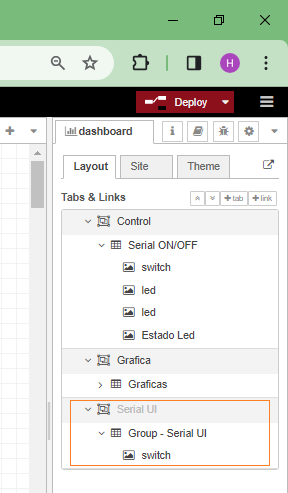 H
Deploy
dashboard
Layout
Site
Theme
Tabs & Links
+tab
+link
Control
Serial ON/OFF
switch
led
led
Estado Led
Grafica
Graficas
Serial UI
Group - Serial UI
switch